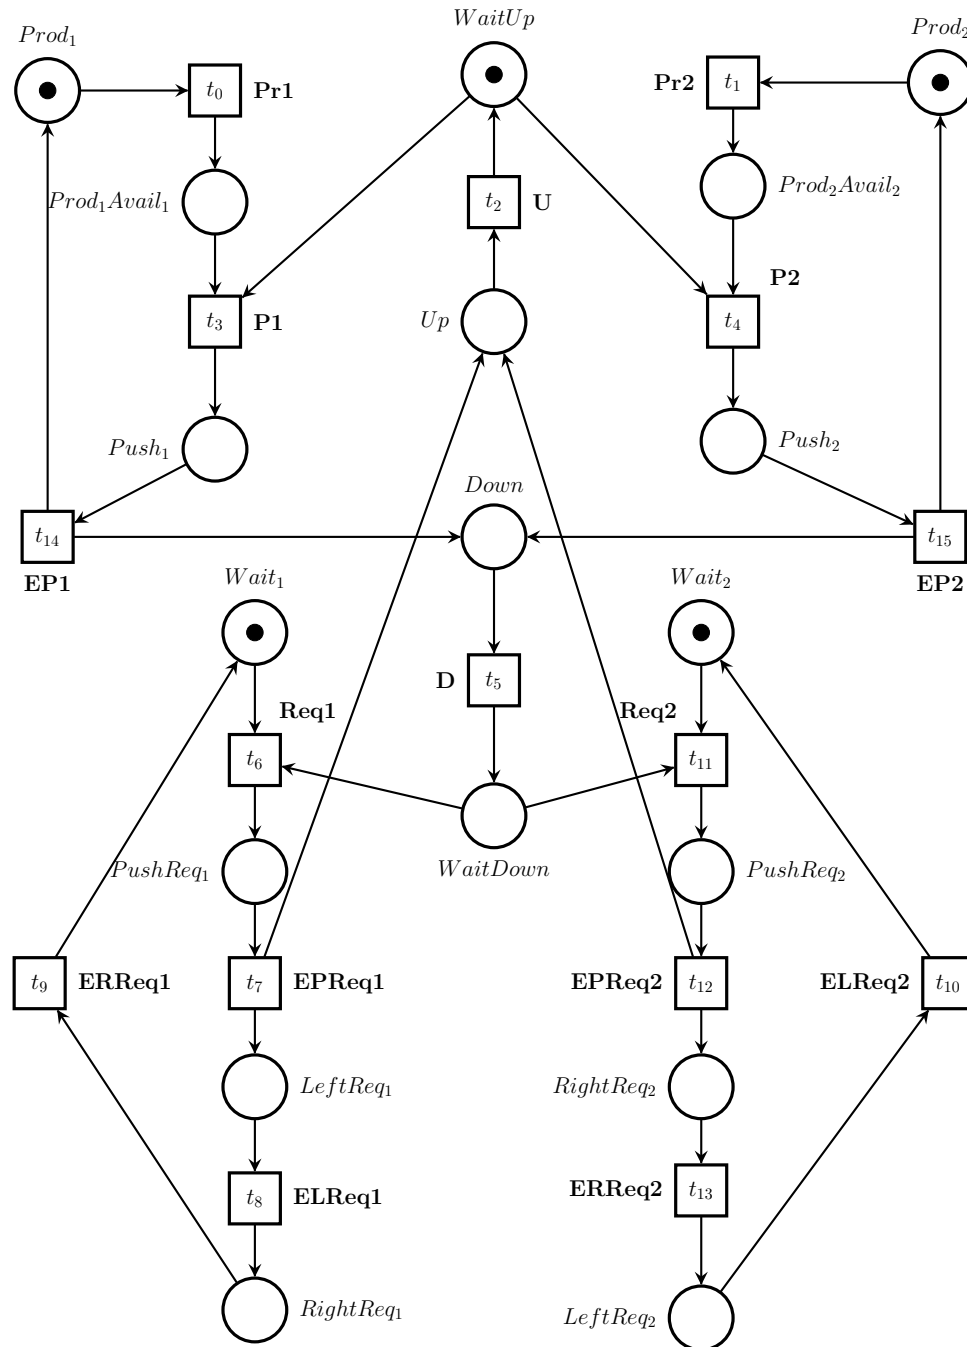 WaitUp
Prod₁
Prod₂
t₀ Pr1
Pr2 t₁
Prod₁Avail₁
t₂ U
Prod₂Avail₂
P2
t₃ P1
Up
t₄
Push₁
Push₂
Down
t₁₄
t₁₅
EP1
EP2
Wait₁
Wait₂
D t₅
Req1
Req2
t₆
t₁₁
PushReq₁
WaitDown
PushReq₂
t₉ ERReq1
t₇ EPReq1
EPReq2 t₁₂
ELReq2 t₁₀
LeftReq₁
RightReq₂
t₈ ELReq1
ERReq2 t₁₃
RightReq₁
LeftReq₂